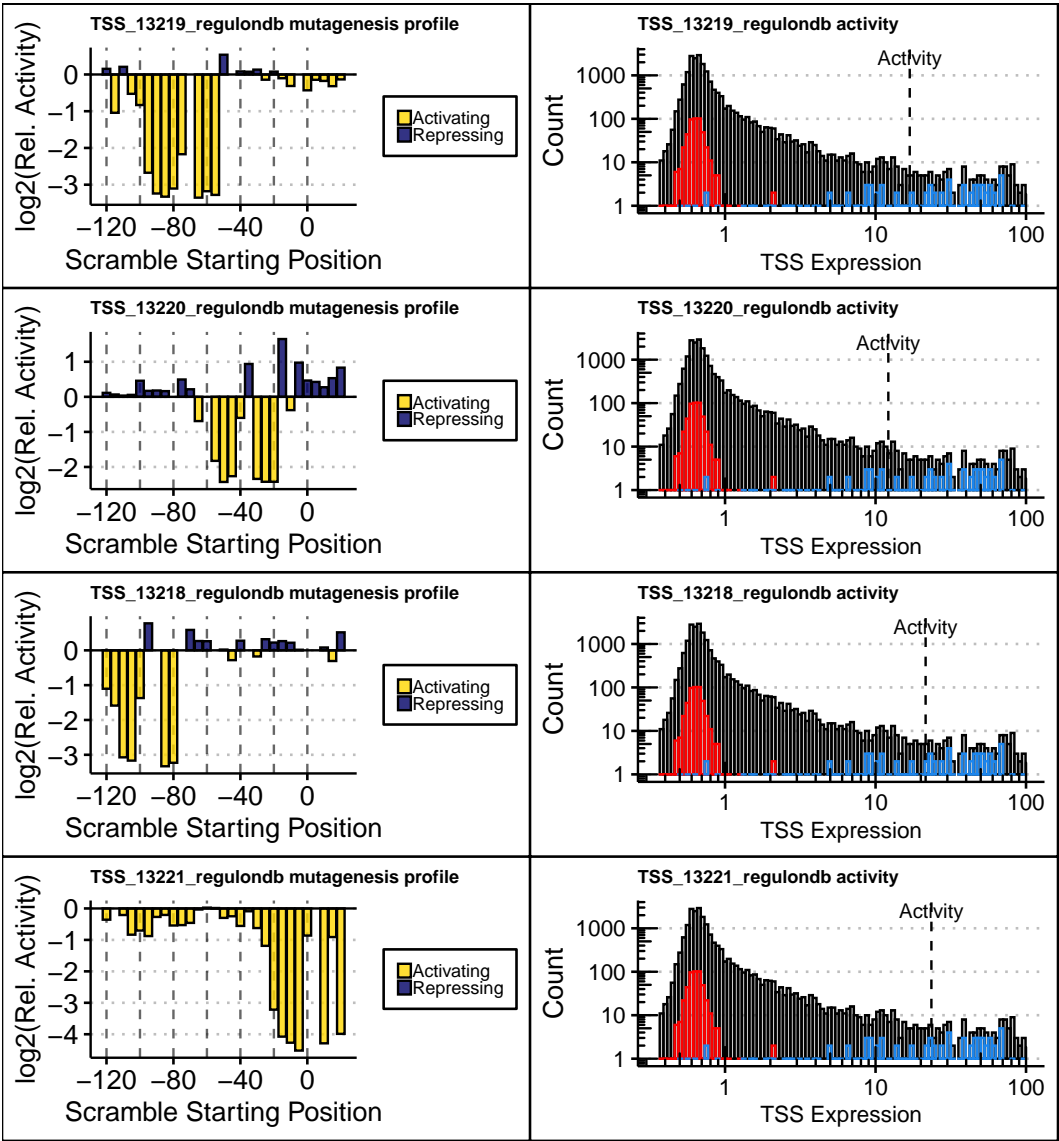 TSS_13219_regulondb mutagenesis profile
log2(Rel. Activity)
0
−1
−2
−3
−120 −80 −40 0
Scramble Starting Position
Activating
Repressing
TSS_13219_regulondb activity
Activity
Count
1000
100
10
1
1 10 100
TSS Expression
TSS_13220_regulondb mutagenesis profile
log2(Rel. Activity)
1
0
−1
−2
−120 −80 −40 0
Scramble Starting Position
Activating
Repressing
TSS_13220_regulondb activity
Activity
Count
1000
100
10
1
1 10 100
TSS Expression
TSS_13218_regulondb mutagenesis profile
log2(Rel. Activity)
0
−1
−2
−3
−120 −80 −40 0
Scramble Starting Position
Activating
Repressing
TSS_13218_regulondb activity
Activity
Count
1000
100
10
1
1 10 100
TSS Expression
TSS_13221_regulondb mutagenesis profile
log2(Rel. Activity)
0
−1
−2
−3
−4
−120 −80 −40 0
Scramble Starting Position
Activating
Repressing
TSS_13221_regulondb activity
Activity
Count
1000
100
10
1
1 10 100
TSS Expression